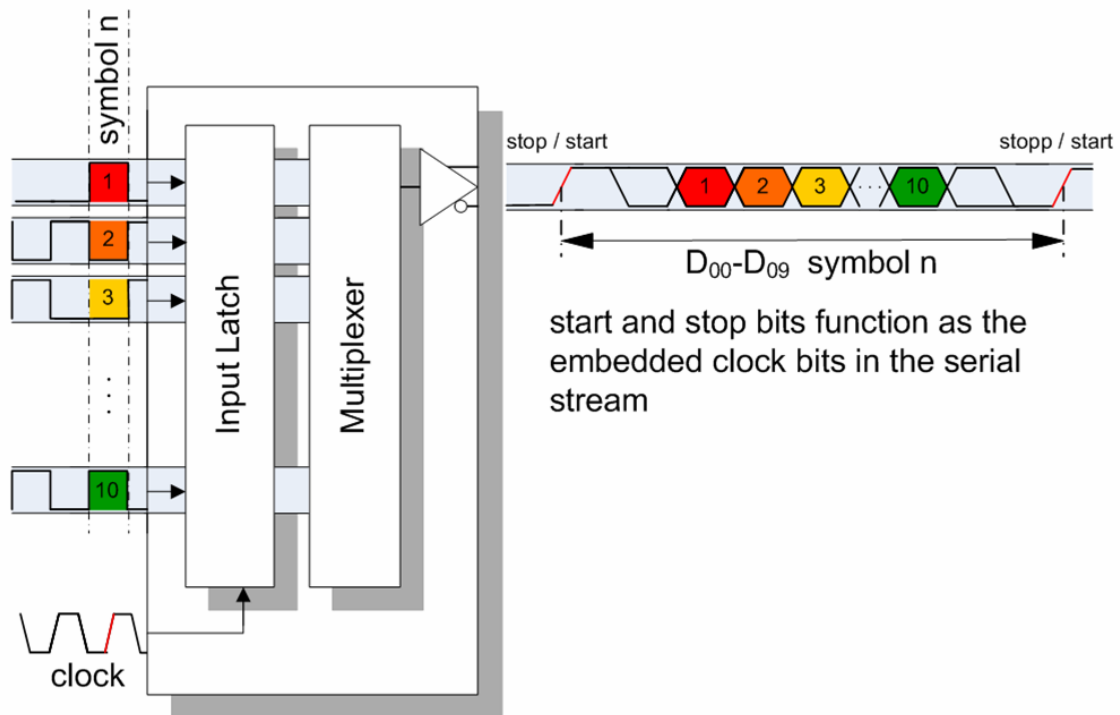 symbol n
stop / start
stopp / start
1
2
3
10
1
2
3
...
10
D00-D09 symbol n
start and stop bits function as the
embedded clock bits in the serial
stream
Input Latch
Multiplexer
clock